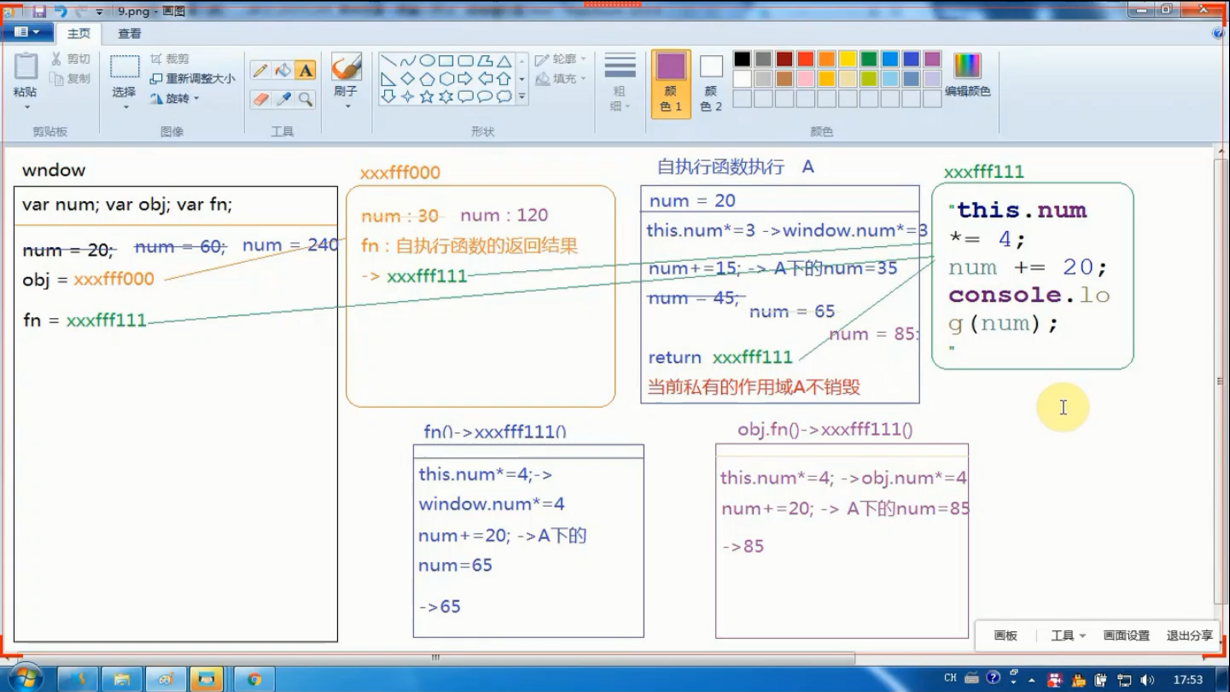 9.png - 画图
主页
查看
粘贴
剪切
复制
剪贴板
选择
裁剪
重新调整大小
旋转
图像
工具
刷子
形状
轮廓
填充
粗细
颜色 1
颜色 2
颜色
编辑颜色
wndow
var num; var obj; var fn;
num = 20; num = 60; num = 240
obj = xxxfff000
fn = xxxfff111
xxxfff000
num : 30 num : 120
fn : 自执行函数的返回结果
-> xxxfff111
自执行函数执行 A
num = 20
this.num*=3 ->window.num*=3
num+=15; -> A下的num=35
num = 45;
num = 65
num = 85;
return xxxfff111
当前私有的作用域A不销毁
xxxfff111
"this.num
*= 4;
num += 20;
console.lo
g(num);
"
fn()->xxxfff111()
this.num*=4;->
window.num*=4
num+=20; ->A下的
num=65
->65
obj.fn()->xxxfff111()
this.num*=4; ->obj.num*=4
num+=20; -> A下的num=85
->85
画板 工具 画面设置 退出分享
CH
17:53